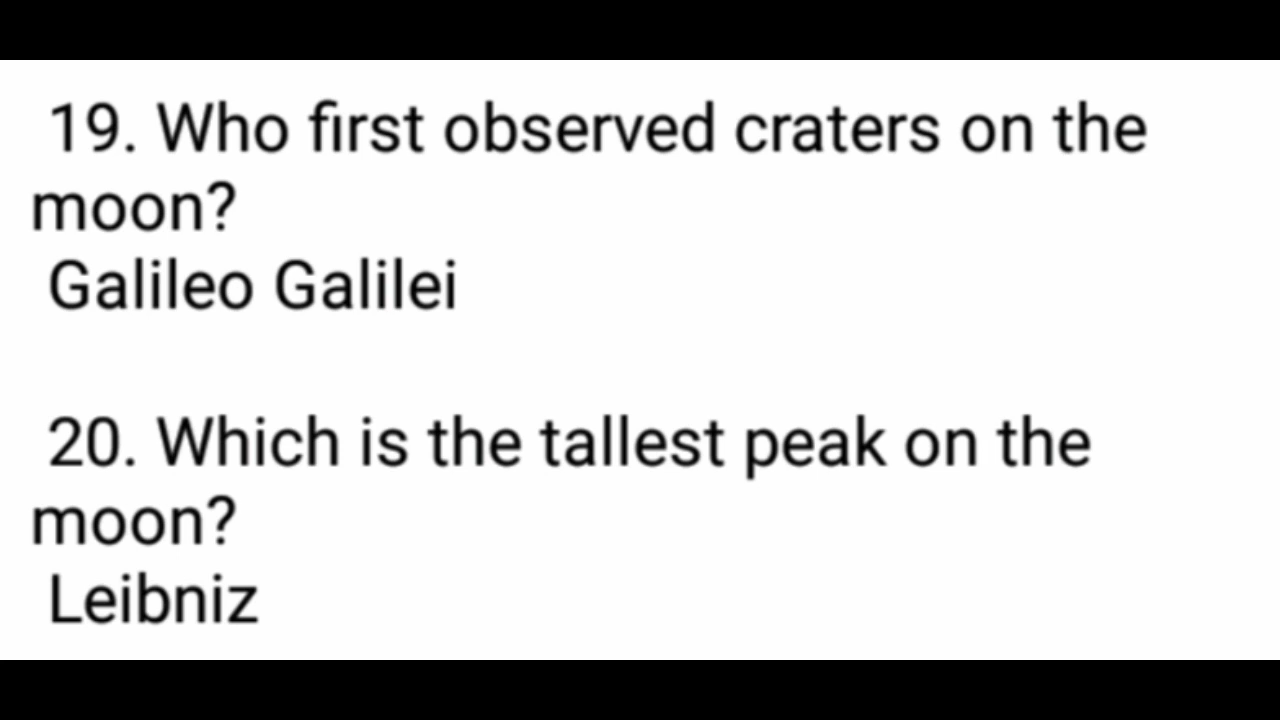 19. Who first observed craters on the
moon?
Galileo Galilei
20. Which is the tallest peak on the
moon?
Leibniz